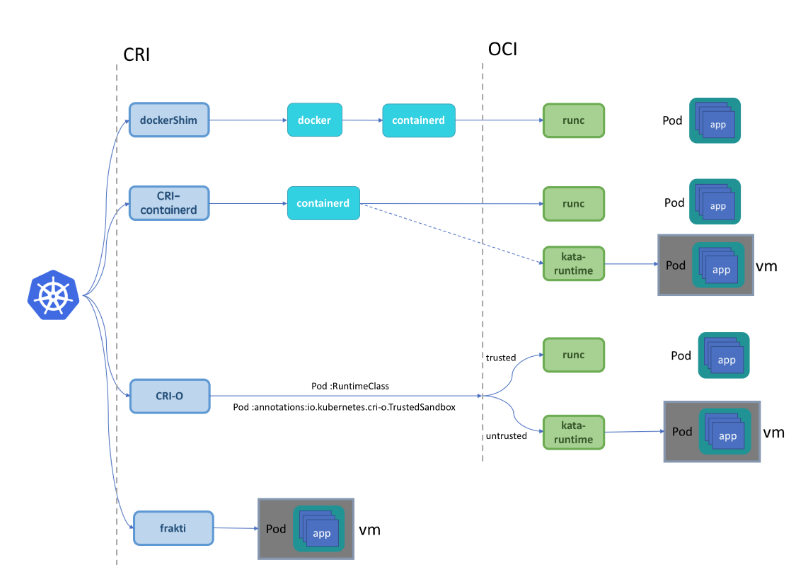 CRI
OCI
dockerShim
docker
containerd
runc
Pod
app
CRI–
containerd
containerd
runc
Pod
app
kata-
runtime
Pod
app
vm
trusted
runc
Pod
app
CRI-O
Pod :RuntimeClass
Pod :annotations:io.kubernetes.cri-o.TrustedSandbox
untrusted
kata-
runtime
Pod
app
vm
frakti
Pod
app
vm